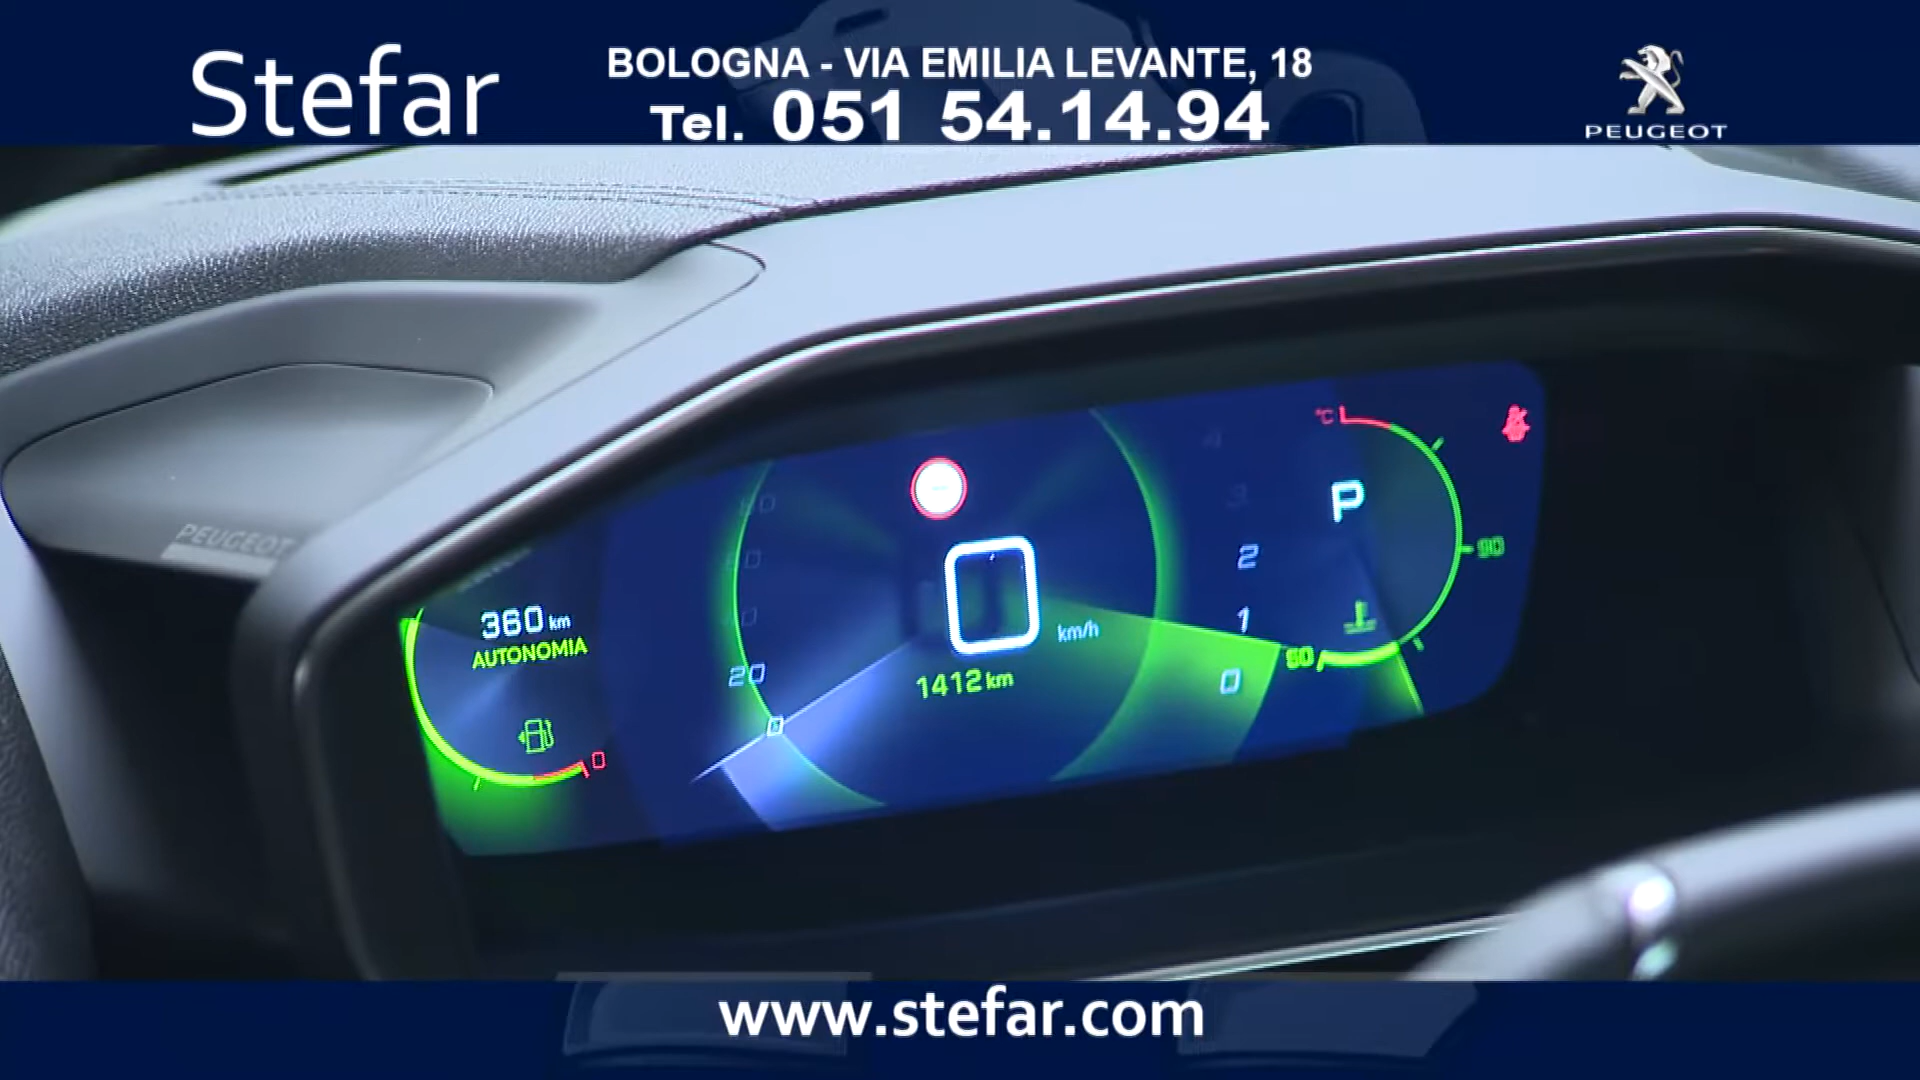 Stefar
BOLOGNA - VIA EMILIA LEVANTE, 18
Tel. 051 54.14.94
PEUGEOT
PEUGEOT
360 km
AUTONOMIA
0
20
0
0
km/h
1412 km
3
2
1
0
°C
P
90
60
www.stefar.com